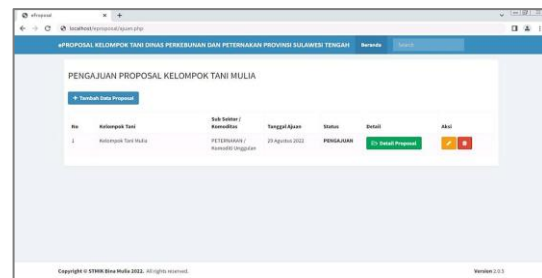 eProposal
localhost/eproposal/ajuan.php
ePROPOSAL KELOMPOK TANI DINAS PERKEBUNAN DAN PETERNAKAN PROVINSI SULAWESI TENGAH Beranda Search
PENGAJUAN PROPOSAL KELOMPOK TANI MULIA
+ Tambah Data Proposal
No Kelompok Tani Sub Sektor / Komoditas Tanggal Ajuan Status Detail Aksi
1 Kelompok Tani Mulia PETERNAKAN / Komoditi Unggulan 29 Agustus 2022 PENGAJUAN Detail Proposal
Copyright © STMIK Bina Mulia 2022. All rights reserved. Version 2.0.5